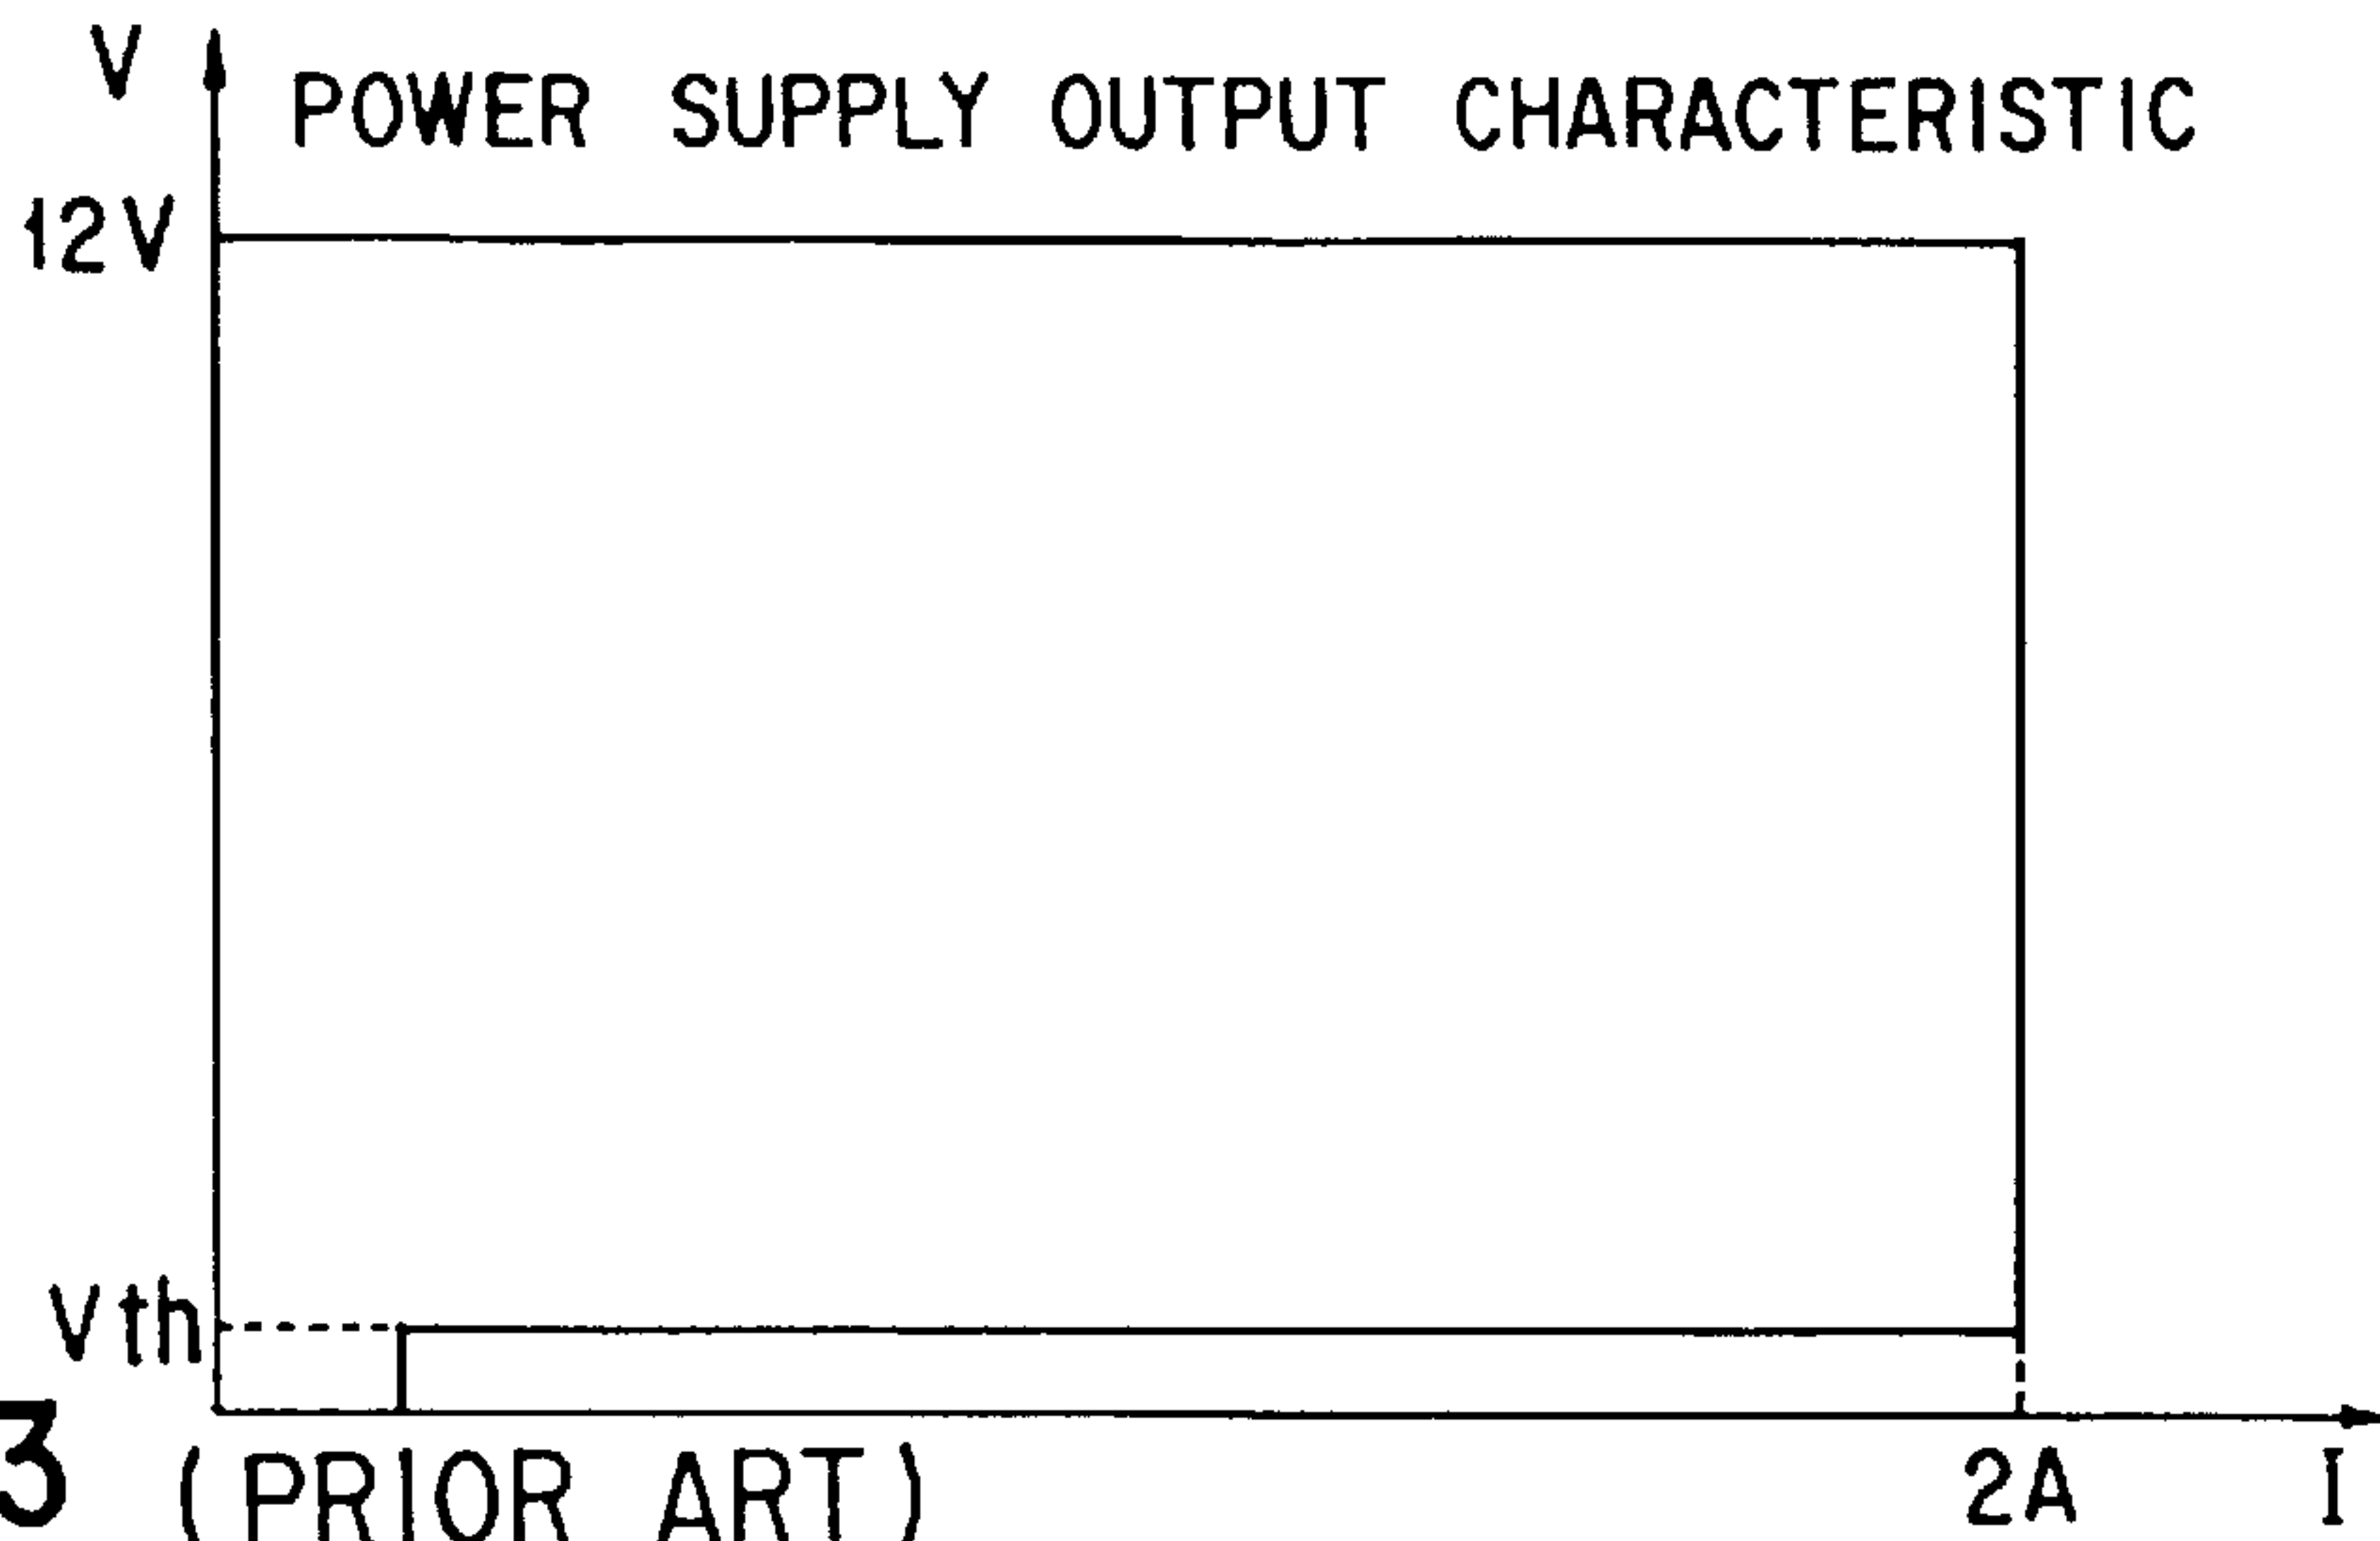 V
POWER SUPPLY OUTPUT CHARACTERISTIC
12V
Vth
3 (PRIOR ART)
2A
I